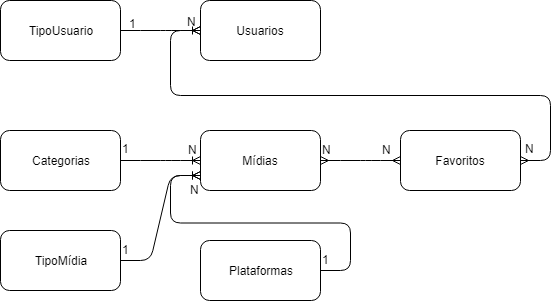 TipoUsuario
1
N
Usuarios
Categorias
1
N
Mídias
N
N
Favoritos
N
N
TipoMídia
1
Plataformas
1